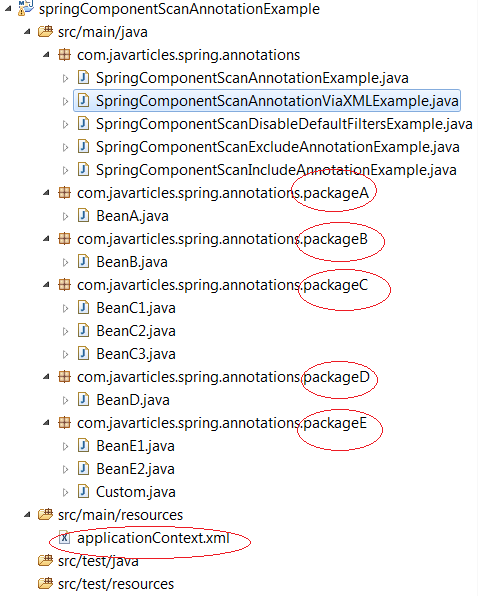 springComponentScanAnnotationExample
src/main/java
com.javarticles.spring.annotations
SpringComponentScanAnnotationExample.java
SpringComponentScanAnnotationViaXMLExample.java
SpringComponentScanDisableDefaultFiltersExample.java
SpringComponentScanExcludeAnnotationExample.java
SpringComponentScanIncludeAnnotationExample.java
com.javarticles.spring.annotations.packageA
BeanA.java
com.javarticles.spring.annotations.packageB
BeanB.java
com.javarticles.spring.annotations.packageC
BeanC1.java
BeanC2.java
BeanC3.java
com.javarticles.spring.annotations.packageD
BeanD.java
com.javarticles.spring.annotations.packageE
BeanE1.java
BeanE2.java
Custom.java
src/main/resources
applicationContext.xml
src/test/java
src/test/resources